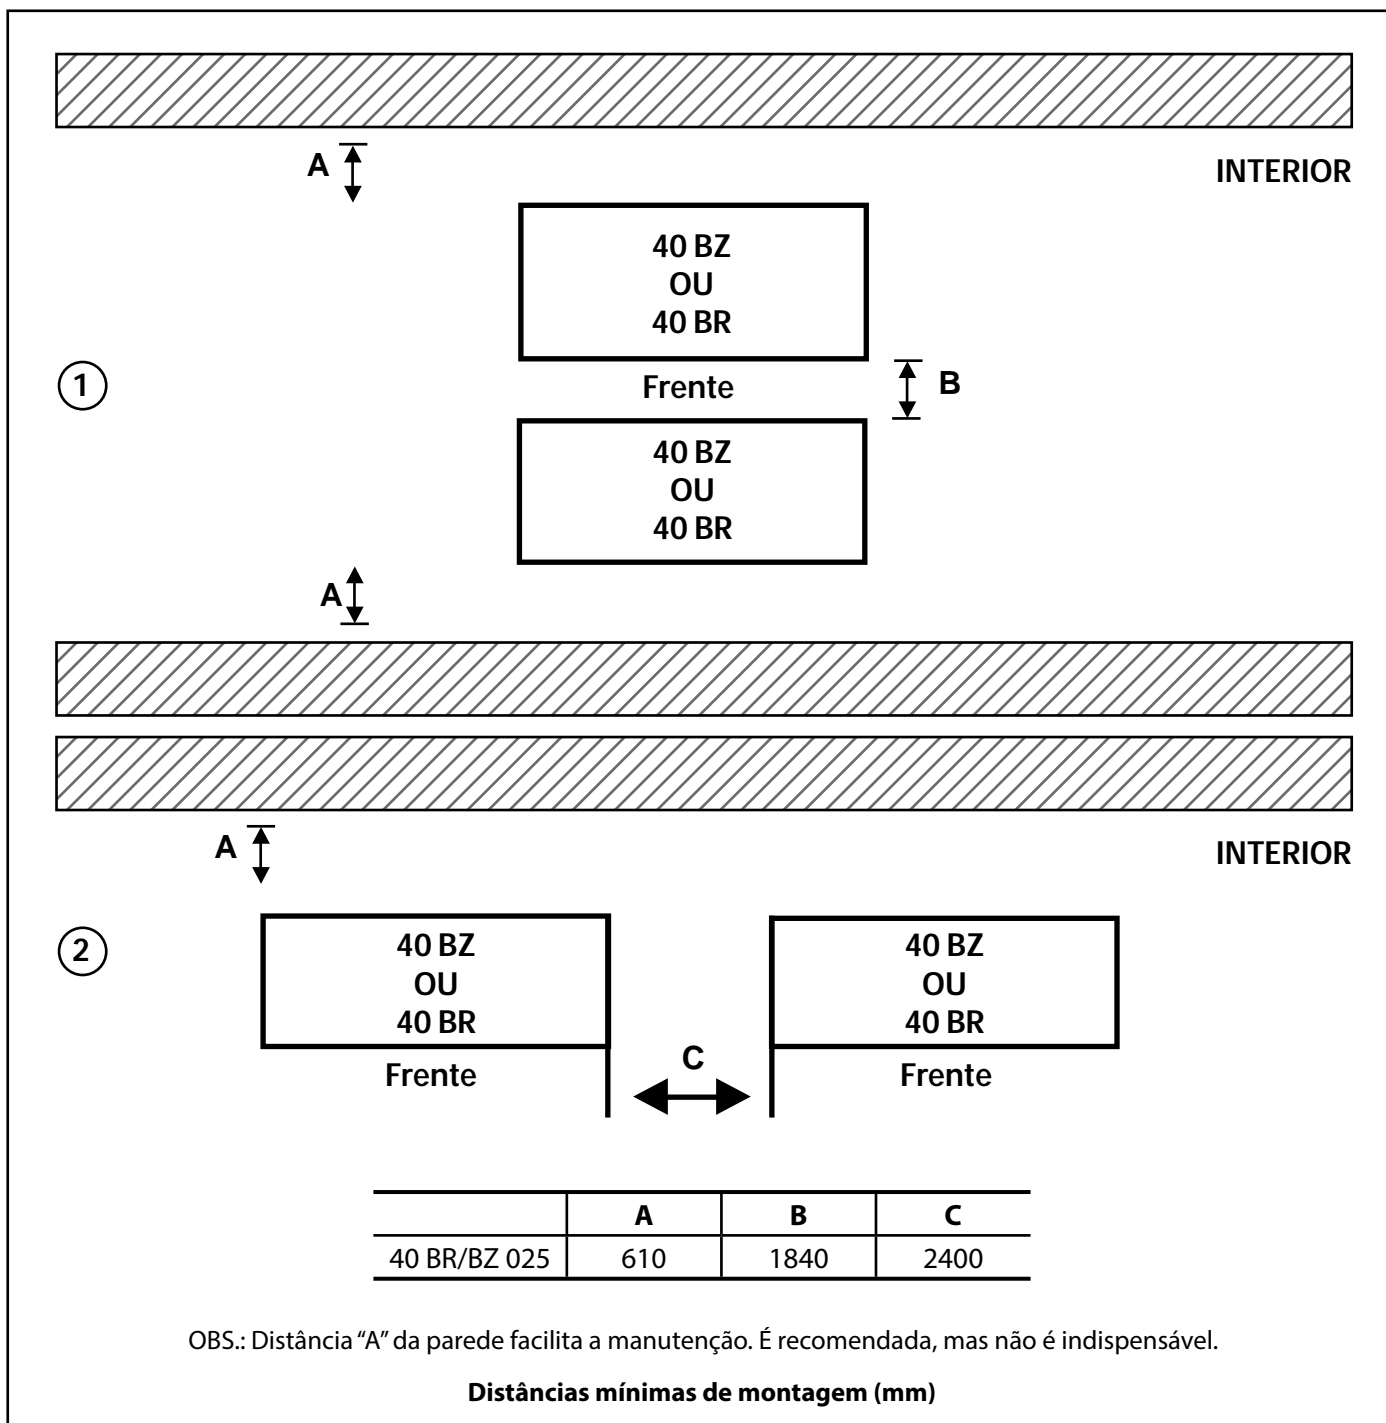 A
INTERIOR
40 BZ
OU
40 BR
1
Frente
B
40 BZ
OU
40 BR
A
A
INTERIOR
2
40 BZ
OU
40 BR
40 BZ
OU
40 BR
Frente
C
Frente
A B C
40 BR/BZ 025 610 1840 2400
OBS.: Distância “A” da parede facilita a manutenção. É recomendada, mas não é indispensável.
Distâncias mínimas de montagem (mm)